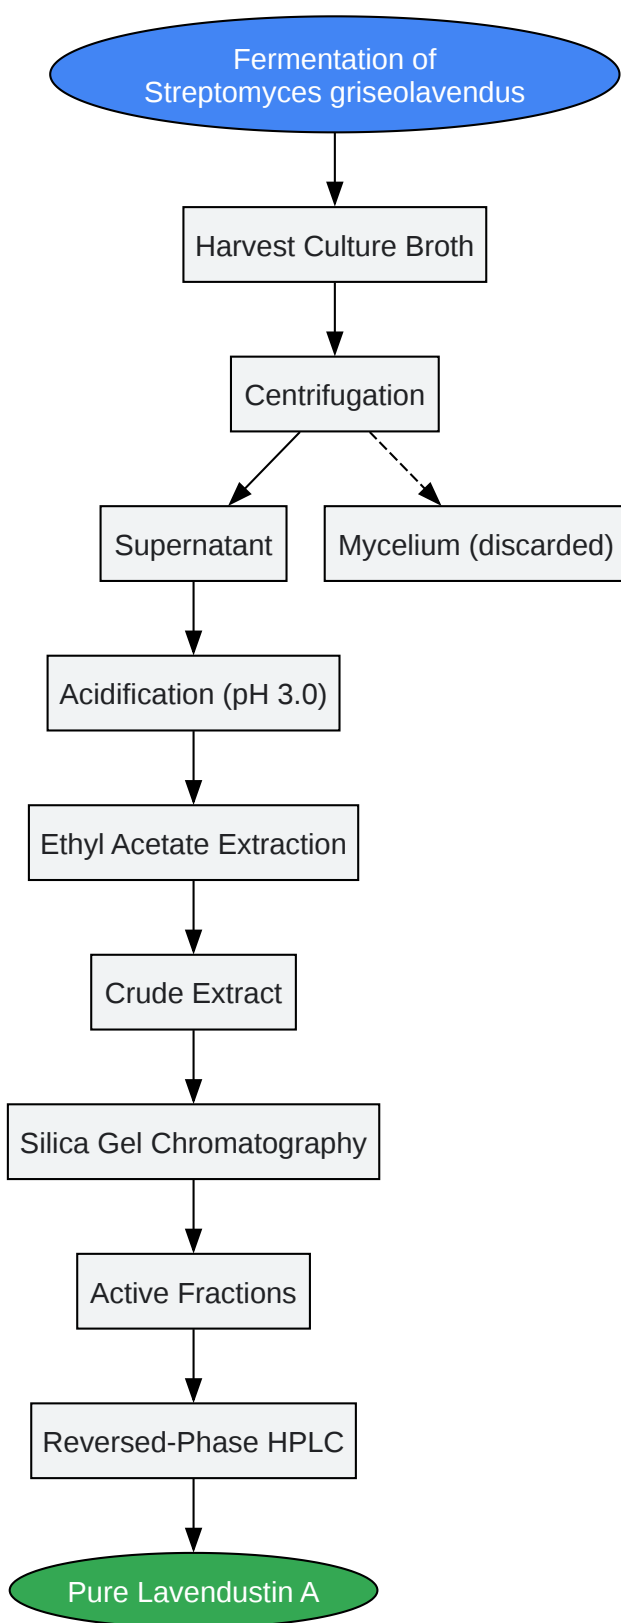 Fermentation of
Streptomyces griseolavendus
Harvest Culture Broth
Centrifugation
Supernatant
Mycelium (discarded)
Acidification (pH 3.0)
Ethyl Acetate Extraction
Crude Extract
Silica Gel Chromatography
Active Fractions
Reversed-Phase HPLC
Pure Lavendustin A